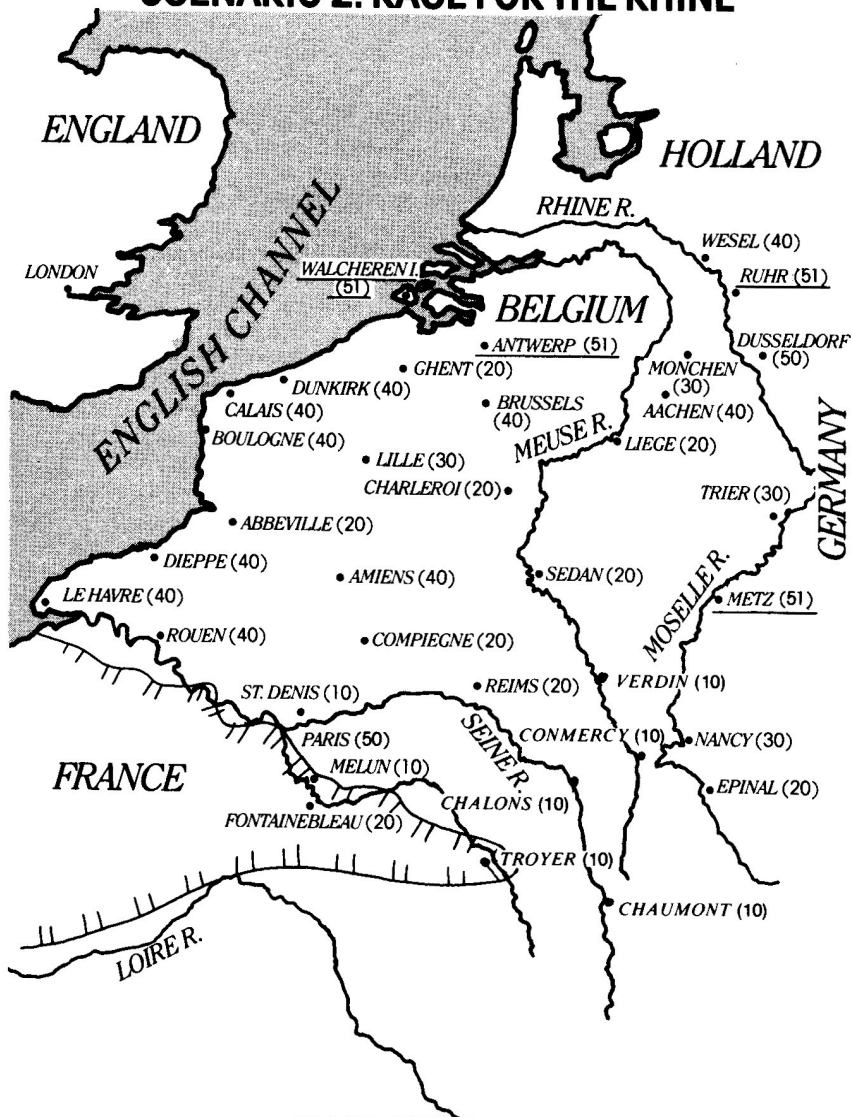 SCENARIO 2: RACE FOR THE RHINE
ENGLAND
HOLLAND
RHINE R.
WESEL (40)
LONDON
ENGLISH CHANNEL
WALCHEREN I.
(51)
RUHR (51)
BELGIUM
ANTWERP (51)
DUSSELDORF
(50)
MONCHEN
(30)
GHENT (20)
DUNKIRK (40)
CALAIS (40)
BRUSSELS
(40)
AACHEN (40)
BOULOGNE (40)
MEUSE R.
LIEGE (20)
LILLE (30)
CHARLEROI (20)
GERMANY
TRIER (30)
ABBEVILLE (20)
DIEPPE (40)
AMIENS (40)
SEDAN (20)
MOSELLE R.
METZ (51)
LE HAVRE (40)
ROUEN (40)
COMPIEGNE (20)
VERDIN (10)
ST. DENIS (10)
REIMS (20)
SEINE R.
CONMERCY (10)
NANCY (30)
PARIS (50)
FRANCE
MELUN (10)
CHALONS (10)
EPINAL (20)
FONTAINEBLEAU (20)
TROYER (10)
CHAUMONT (10)
LOIRE R.